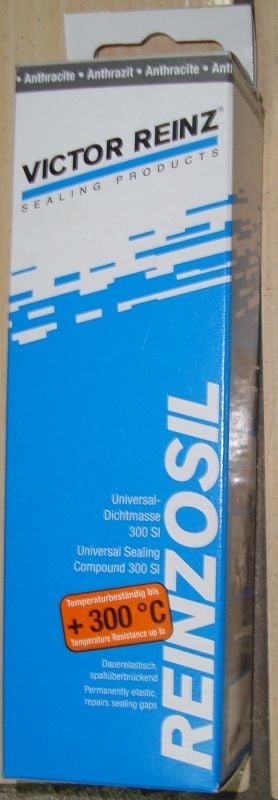 • Anthracite • Anthrazit • Anthracite • Ant
VICTOR REINZ®
SEALING PRODUCTS
REINZOSIL
Universal-
Dichtmasse
300 SI
Universal Sealing
Compound 300 SI
Temperaturbeständig bis
+ 300 °C
Temperature Resistance up to
Dauerelastisch,
spaltüberbrückend
Permanently elastic,
repairs sealing gaps